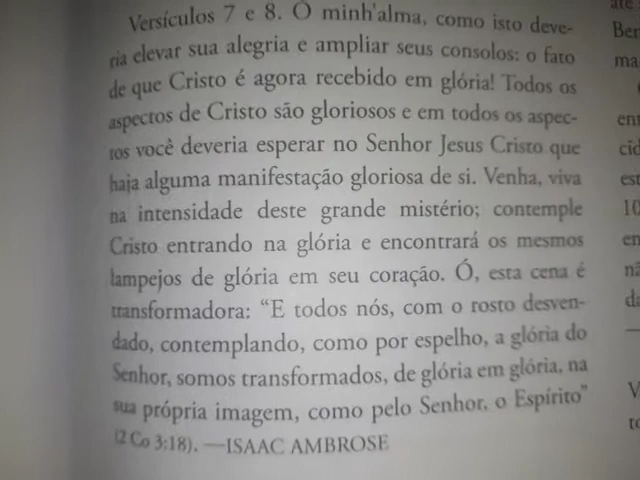 Versículos 7 e 8. Ó minh'alma, como isto deve-
ria elevar sua alegria e ampliar seus consolos: o fato
de que Cristo é agora recebido em glória! Todos os
aspectos de Cristo são gloriosos e em todos os aspec-
tos você deveria esperar no Senhor Jesus Cristo que
haja alguma manifestação gloriosa de si. Venha, viva
na intensidade deste grande mistério; contemple
Cristo entrando na glória e encontrará os mesmos
lampejos de glória em seu coração. Ó, esta cena é
transformadora: “E todos nós, com o rosto desven-
dado, contemplando, como por espelho, a glória do
Senhor, somos transformados, de glória em glória, na
sua própria imagem, como pelo Senhor, o Espírito”
(2 Co 3:18). —ISAAC AMBROSE